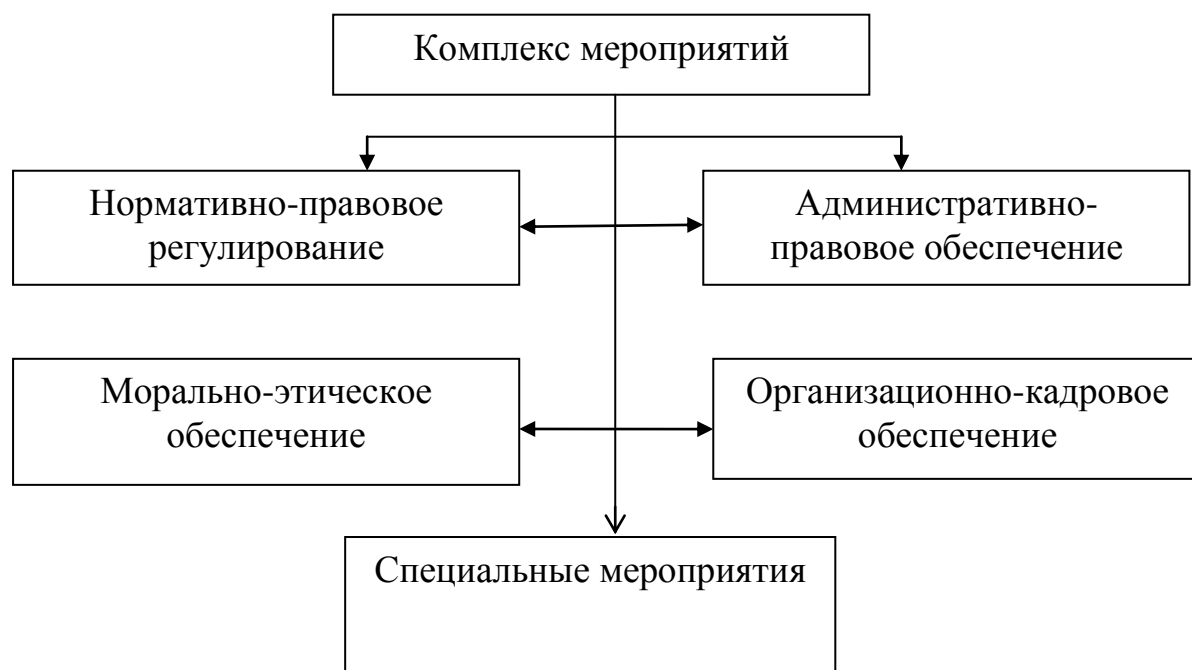 Комплекс мероприятий
Нормативно-правовое
регулирование
Административно-
правовое обеспечение
Морально-этическое
обеспечение
Организационно-кадровое
обеспечение
Специальные мероприятия